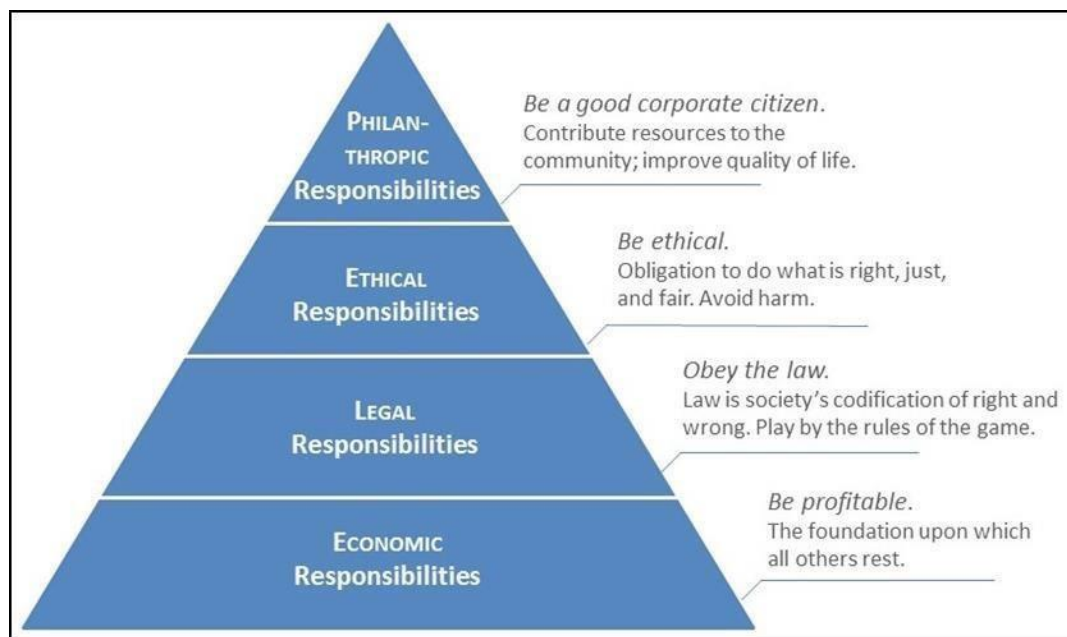 PHILAN-
THROPIC
Responsibilities
Be a good corporate citizen.
Contribute resources to the
community; improve quality of life.
ETHICAL
Responsibilities
Be ethical.
Obligation to do what is right, just,
and fair. Avoid harm.
LEGAL
Responsibilities
Obey the law.
Law is society’s codification of right and
wrong. Play by the rules of the game.
ECONOMIC
Responsibilities
Be profitable.
The foundation upon which
all others rest.